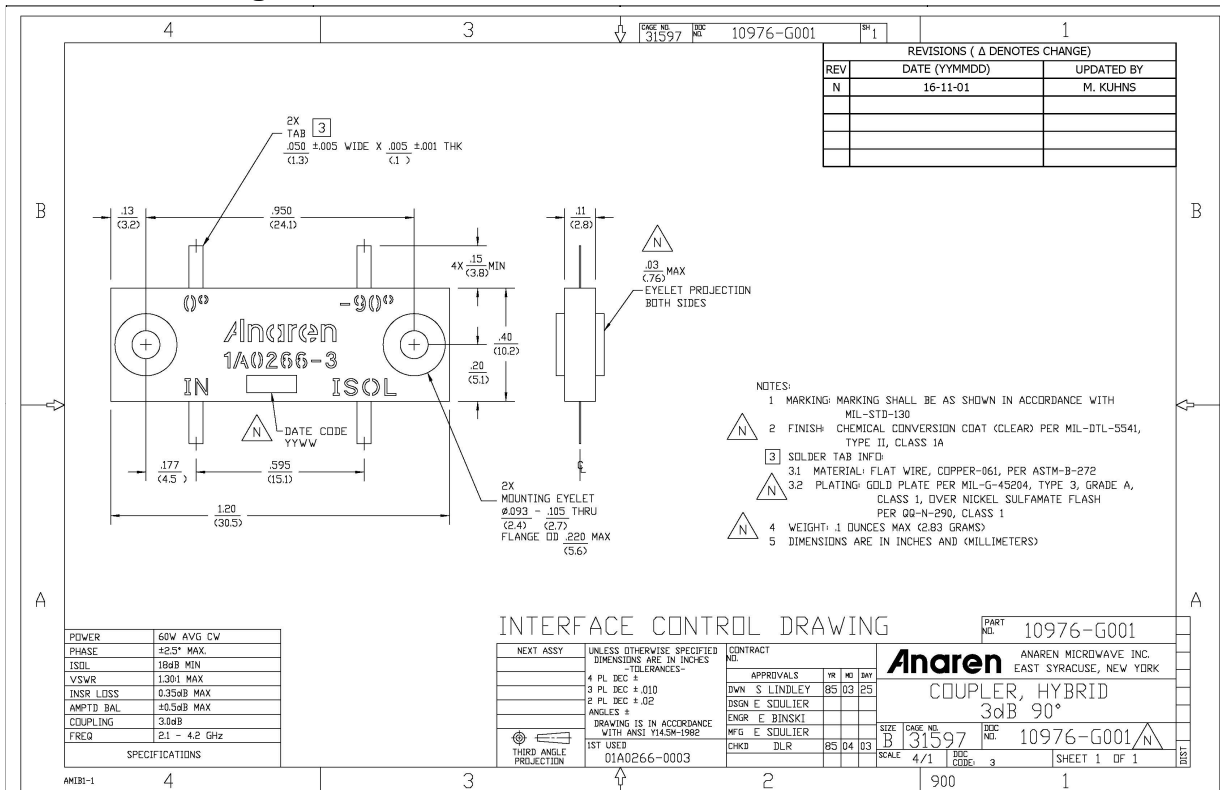 4
3
CAGE NO. 31597 DOC NO. 10976-G001 SH 1
1
REVISIONS ( Δ DENOTES CHANGE)
REV DATE (YYMMDD) UPDATED BY
N 16-11-01 M. KUHNS
2X
TAB 3
.050 ±.005 WIDE X .005 ±.001 THK
(1.3) (.1 )
B
B
.13
(3.2)
.950
(24.1)
.11
(2.8)
N
4X .15 MIN
(3.8)
.03 MAX
(.76)
EYELET PROJECTION
BOTH SIDES
0° -90°
Anaren
1A0266-3
IN ISOL
.40
(10.2)
.20
(5.1)
N
DATE CODE
YYWW
.177
(4.5 )
.595
(15.1)
1.20
(30.5)
2X
MOUNTING EYELET
Ø.093 - .105 THRU
(2.4) (2.7)
FLANGE OD .220 MAX
(5.6)
NOTES:
1 MARKING: MARKING SHALL BE AS SHOWN IN ACCORDANCE WITH
MIL-STD-130
N 2 FINISH: CHEMICAL CONVERSION COAT (CLEAR) PER MIL-DTL-5541,
TYPE II, CLASS 1A
3 SOLDER TAB INFO:
3.1 MATERIAL: FLAT WIRE, COPPER-061, PER ASTM-B-272
N 3.2 PLATING: GOLD PLATE PER MIL-G-45204, TYPE 3, GRADE A,
CLASS 1, OVER NICKEL SULFAMATE FLASH
PER QQ-N-290, CLASS 1
N 4 WEIGHT: .1 OUNCES MAX (2.83 GRAMS)
5 DIMENSIONS ARE IN INCHES AND (MILLIMETERS)
A
A
POWER 60W AVG CW
PHASE ±2.5° MAX.
ISOL 18dB MIN
VSWR 1.30:1 MAX
INSR LOSS 0.35dB MAX
AMPTD BAL ±0.5dB MAX
COUPLING 3.0dB
FREQ 2.1 - 4.2 GHz
SPECIFICATIONS
INTERFACE CONTROL DRAWING
PART NO. 10976-G001
NEXT ASSY
UNLESS OTHERWISE SPECIFIED
DIMENSIONS ARE IN INCHES
-TOLERANCES-
4 PL DEC ±
3 PL DEC ±.010
2 PL DEC ±.02
ANGLES ±
DRAWING IS IN ACCORDANCE
WITH ANSI Y14.5M-1982
THIRD ANGLE
PROJECTION
1ST USED
01A0266-0003
CONTRACT
NO.
APPROVALS YR MO DAY
DWN S LINDLEY 85 03 25
DSGN E SOULIER
ENGR E BINSKI
MFG E SOULIER
CHKD DLR 85 04 03
Anaren
ANAREN MICROWAVE INC.
EAST SYRACUSE, NEW YORK
COUPLER, HYBRID
3dB 90°
SIZE B CAGE NO. 31597 DOC NO. 10976-G001 N
SCALE 4/1 DOC CODE: 3 SHEET 1 OF 1
DIST
AMIB1-1
4
3
2
900
1